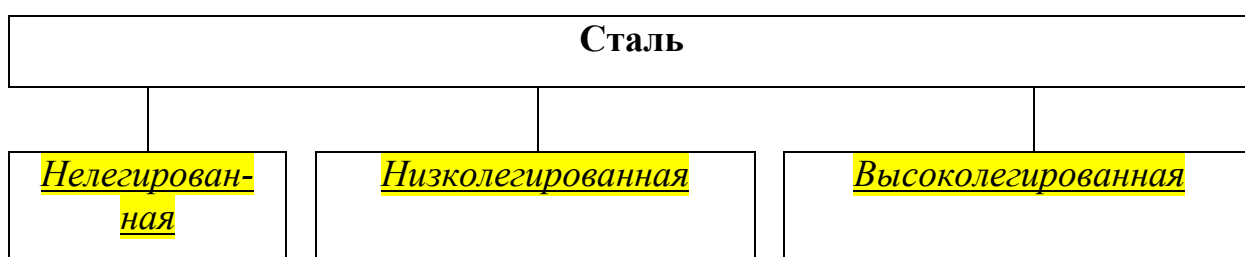 Сталь
Нелегирован-
ная
Низколегированная
Высоколегированная